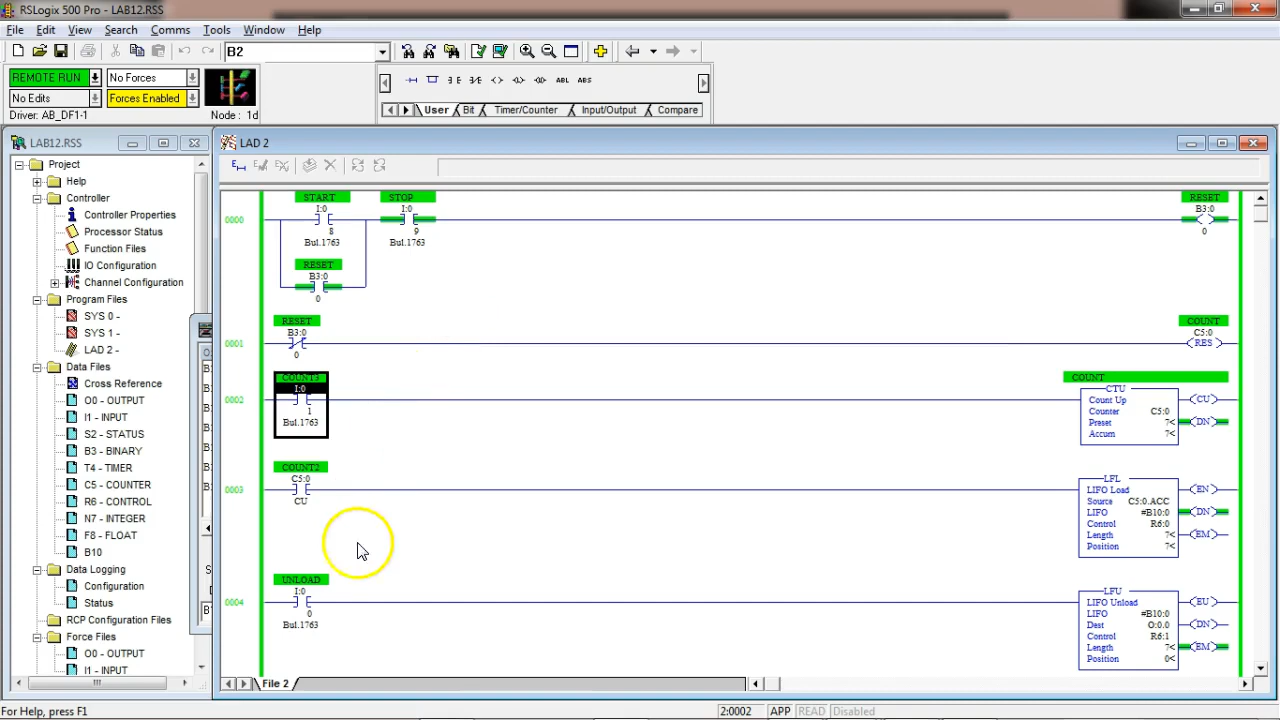 RSLogix 500 Pro - LAB12.RSS
File Edit View Search Comms Tools Window Help
B2
REMOTE RUN No Forces
No Edits Forces Enabled
Driver: AB_DF1-1 Node : 1d
ABL ABS
User Bit Timer/Counter Input/Output Compare
LAB12.RSS
Project
Help
Controller
Controller Properties
Processor Status
Function Files
IO Configuration
Channel Configuration
Program Files
SYS 0 -
SYS 1 -
LAD 2 -
Data Files
Cross Reference
O0 - OUTPUT
I1 - INPUT
S2 - STATUS
B3 - BINARY
T4 - TIMER
C5 - COUNTER
R6 - CONTROL
N7 - INTEGER
F8 - FLOAT
B10
Data Logging
Configuration
Status
RCP Configuration Files
Force Files
O0 - OUTPUT
I1 - INPUT
LAD 2
START STOP RESET
I:0 I:0 B3:0
0000
8 9 0
Bul.1763 Bul.1763
RESET
B3:0
0
RESET COUNT
B3:0 C5:0
0001 RES
0
COUNT3 COUNT
I:0 CTU
0002 Count Up CU
1 Counter C5:0
Bul.1763 Preset 7< DN
Accum 7<
COUNT2
C5:0 LFL
0003 LIFO Load EN
CU Source C5:0.ACC
LIFO #B10:0 DN
Control R6:0
Length 7< EM
Position 7<
UNLOAD
I:0 LFU
0004 LIFO Unload EU
0 LIFO #B10:0
Bul.1763 Dest O:0.0 DN
Control R6:1
Length 7< EM
Position 0<
File 2
For Help, press F1 2:0002 APP READ Disabled